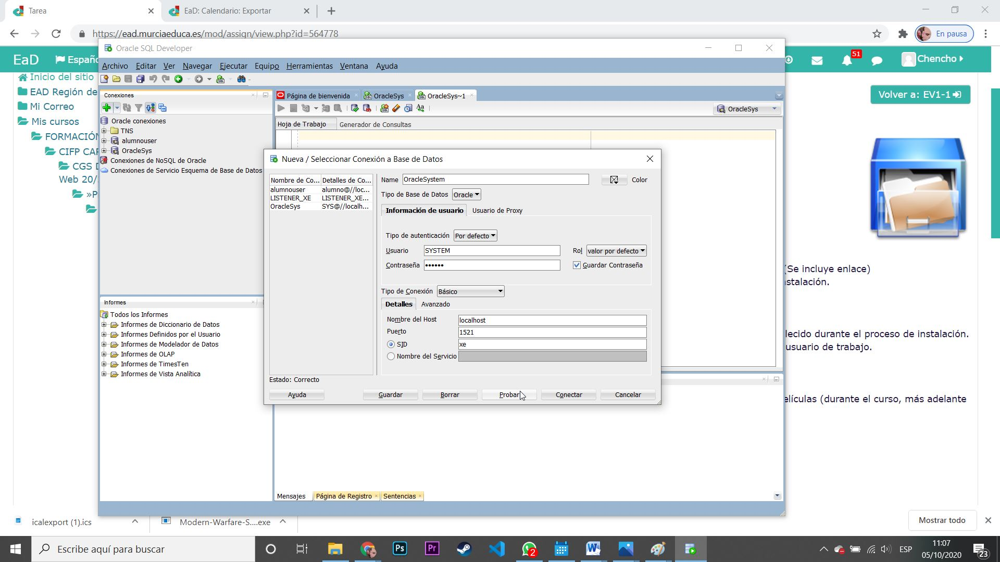 Tarea
EaD: Calendario: Exportar
https://ead.murciaeduca.es/mod/assign/view.php?id=564778
En pausa
EaD
Españo
51
Chencho
Inicio del sitio
EAD Región de
Mi Correo
Mis cursos
FORMACIÓN
CIFP CAR
CGS D
Web 20/
»P
Volver a: EV1-1
(Se incluye enlace)
stalación.
lecido durante el proceso de instalación.
usuario de trabajo.
elículas (durante el curso, más adelante
Oracle SQL Developer
Archivo Editar Ver Navegar Ejecutar Equipo Herramientas Ventana Ayuda
Conexiones
Oracle conexiones
TNS
alumnouser
OracleSys
Conexiones de NoSQL de Oracle
Conexiones de Servicio Esquema de Base de Datos
Informes
Todos los Informes
Informes de Diccionario de Datos
Informes Definidos por el Usuario
Informes de Modelador de Datos
Informes de OLAP
Informes de TimesTen
Informes de Vista Analítica
Página de bienvenida
OracleSys
OracleSys~1
OracleSys
Hoja de Trabajo
Generador de Consultas
Nueva / Seleccionar Conexión a Base de Datos
Nombre de Co... Detalles de Co...
alumnouser alumno@//loc...
LISTENER_XE LISTENER_XE...
OracleSys SYS@//localh...
Name OracleSystem
Color
Tipo de Base de Datos Oracle
Información de usuario Usuario de Proxy
Tipo de autenticación Por defecto
Usuario SYSTEM
Rol valor por defecto
Contraseña ••••••
Guardar Contraseña
Tipo de Conexión Básico
Detalles Avanzado
Nombre del Host localhost
Puerto 1521
SID xe
Nombre del Servicio
Estado: Correcto
Ayuda Guardar Borrar Probar Conectar Cancelar
Mensajes Página de Registro Sentencias
icalexport (1).ics
Modern-Warfare-S....exe
Mostrar todo
Escribe aquí para buscar
Ps
Pr
2
ESP
11:07
05/10/2020
23